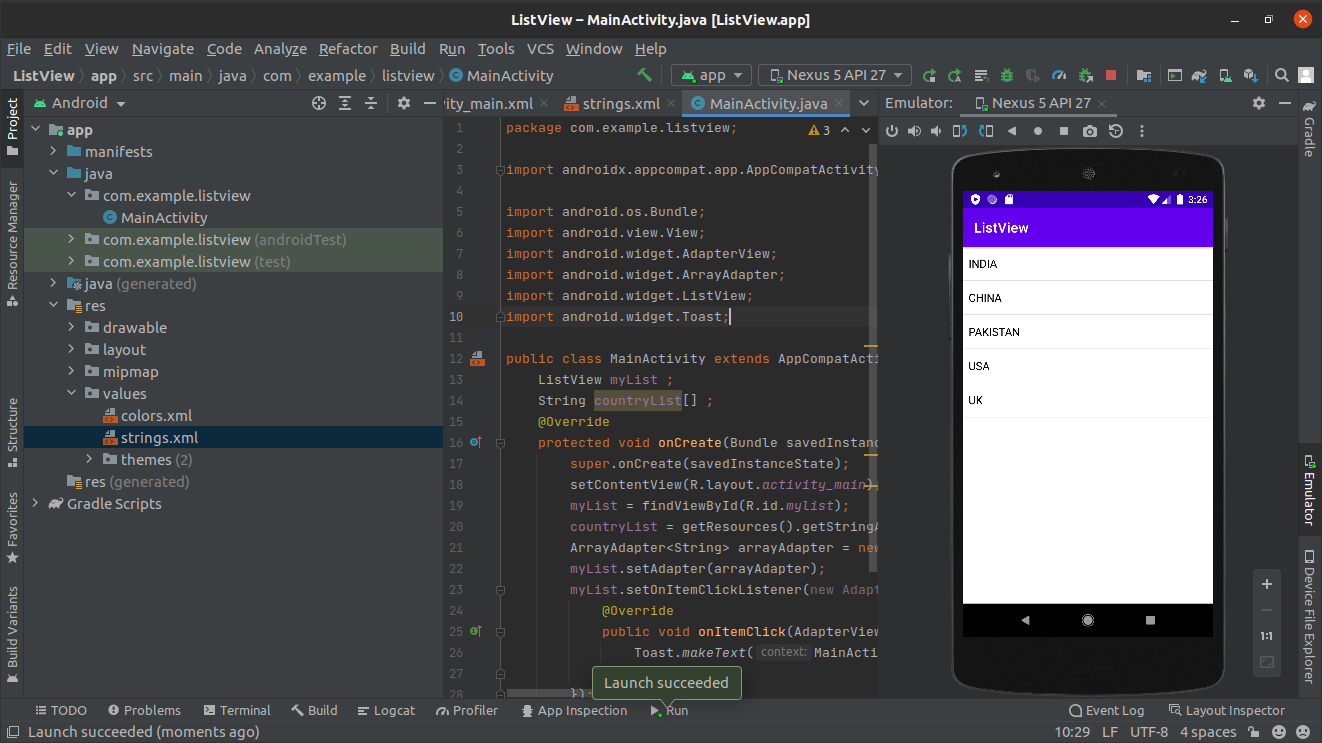 ListView – MainActivity.java [ListView.app]
File Edit View Navigate Code Analyze Refactor Build Run Tools VCS Window Help
ListView app src main java com example listview MainActivity app Nexus 5 API 27
Project
Resource Manager
Structure
Favorites
Build Variants
Android
app
manifests
java
com.example.listview
MainActivity
com.example.listview (androidTest)
com.example.listview (test)
java (generated)
res
drawable
layout
mipmap
values
colors.xml
strings.xml
themes (2)
res (generated)
Gradle Scripts
ity_main.xml strings.xml MainActivity.java
3
1 package com.example.listview;
2
3 import androidx.appcompat.app.AppCompatActivity
4
5 import android.os.Bundle;
6 import android.view.View;
7 import android.widget.AdapterView;
8 import android.widget.ArrayAdapter;
9 import android.widget.ListView;
10 import android.widget.Toast;
11
12 public class MainActivity extends AppCompatActi
13 ListView myList ;
14 String countryList[] ;
15 @Override
16 protected void onCreate(Bundle savedInstanc
17 super.onCreate(savedInstanceState);
18 setContentView(R.layout.activity_main);
19 myList = findViewById(R.id.mylist);
20 countryList = getResources().getStringA
21 ArrayAdapter<String> arrayAdapter = new
22 myList.setAdapter(arrayAdapter);
23 myList.setOnItemClickListener(new Adapt
24 @Override
25 public void onItemClick(AdapterView
26 Toast.makeText( context: MainActi
27
28 });
Launch succeeded
Emulator: Nexus 5 API 27
3:26
ListView
INDIA
CHINA
PAKISTAN
USA
UK
1:1
Gradle
Emulator
Device File Explorer
TODO Problems Terminal Build Logcat Profiler App Inspection Run Event Log Layout Inspector
Launch succeeded (moments ago) 10:29 LF UTF-8 4 spaces